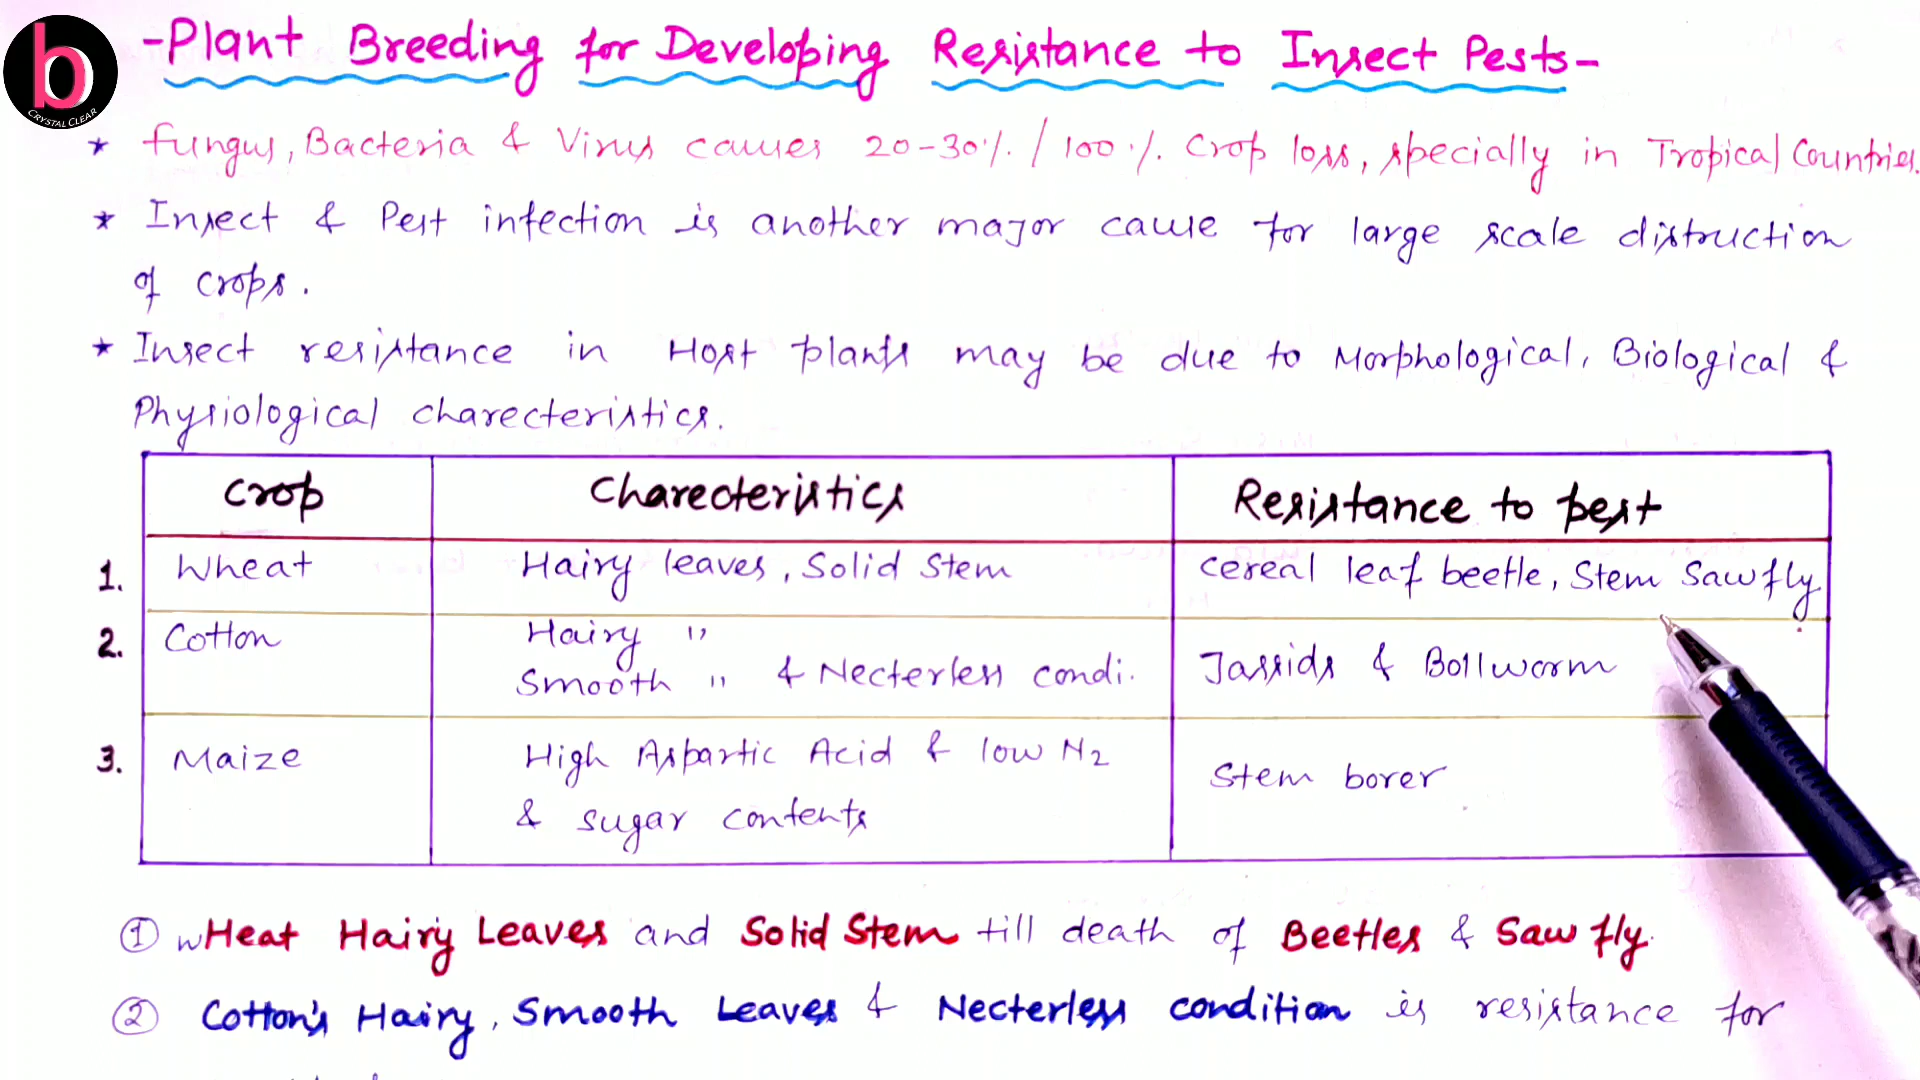 b
CRYSTAL CLEAR
-Plant Breeding for Developing Resistance to Insect Pests-
* Fungus, Bacteria & Virus causes 20-30% / 100% crop loss, specially in Tropical Countries.
* Insect & Pest infection is another major cause for large scale distruction
of crops.
* Insect resistance in Host plants may be due to Morphological, Biological &
Physiological charecteristics.
Crop Charecteristics Resistance to pest
1. Wheat Hairy leaves, Solid Stem cereal leaf beetle, Stem Sawfly
2. Cotton Hairy "
Smooth " & Necterless condi. Jassids & Bollworm
3. Maize High Aspartic Acid & low N2
& sugar contents Stem borer
① wHeat Hairy Leaves and Solid Stem till death of Beetles & Saw fly.
② Cotton's Hairy, Smooth Leaves & Necterless condition is resistance for